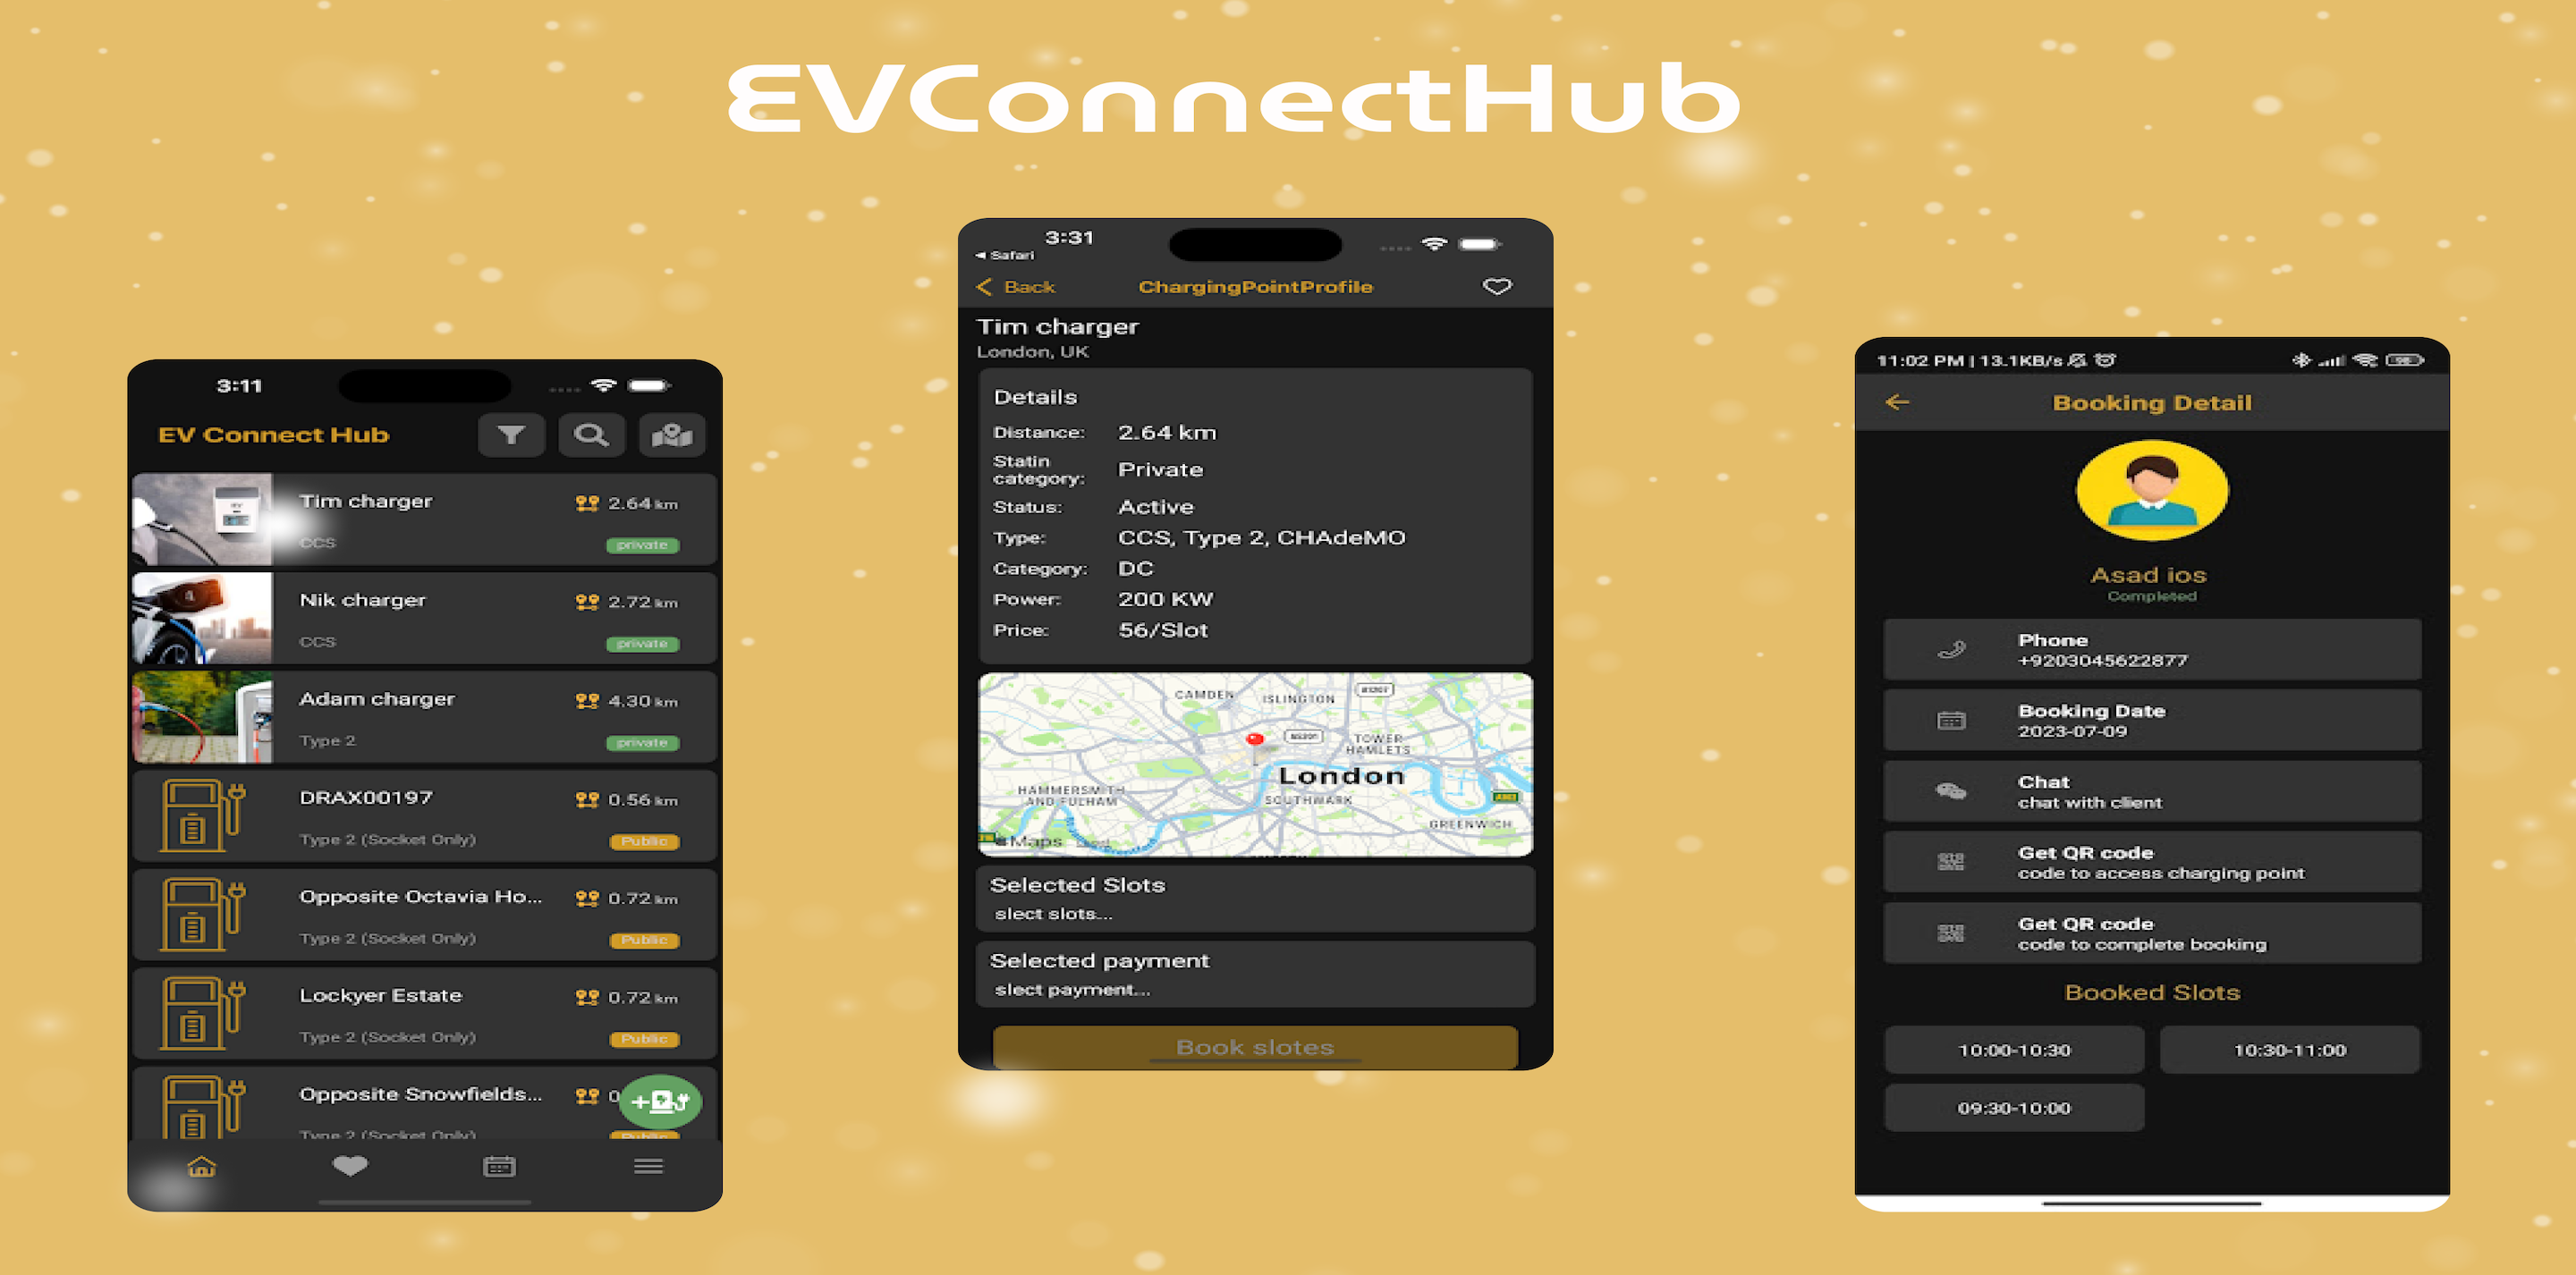 EVConnectHub
3:11
EV Connect Hub
Tim charger
2.64 km
CCS
private
Nik charger
2.72 km
CCS
private
Adam charger
4.30 km
Type 2
private
DRAX00197
0.56 km
Type 2 (Socket Only)
Public
Opposite Octavia Ho...
0.72 km
Type 2 (Socket Only)
Public
Lockyer Estate
0.72 km
Type 2 (Socket Only)
Public
Opposite Snowfields...
0
Type 2 (Socket Only)
Public
3:31
Safari
Back
ChargingPointProfile
Tim charger
London, UK
Details
Distance: 2.64 km
Statin
category: Private
Status: Active
Type: CCS, Type 2, CHAdeMO
Category: DC
Power: 200 KW
Price: 56/Slot
CAMDEN
ISLINGTON
TOWER
HAMLETS
London
HAMMERSMITH
AND FULHAM
SOUTHWARK
GREENWICH
Maps
Legal
Selected Slots
slect slots...
Selected payment
slect payment...
Book slotes
11:02 PM | 13.1KB/s
Booking Detail
Asad ios
Completed
Phone
+9203045622877
Booking Date
2023-07-09
Chat
chat with client
Get QR code
code to access charging point
Get QR code
code to complete booking
Booked Slots
10:00-10:30
10:30-11:00
09:30-10:00